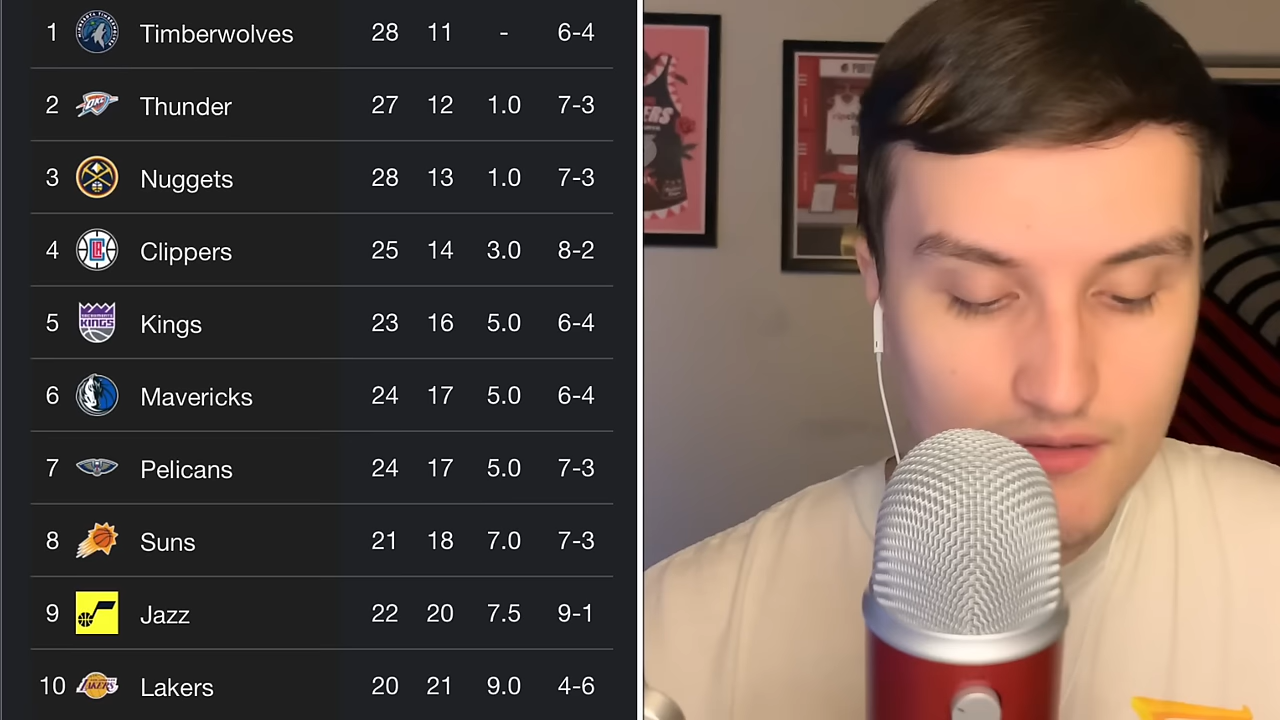 1 Timberwolves 28 11 - 6-4
2 OKC Thunder 27 12 1.0 7-3
3 Nuggets 28 13 1.0 7-3
4 LA Clippers 25 14 3.0 8-2
5 KINGS Kings 23 16 5.0 6-4
6 Mavericks 24 17 5.0 6-4
7 Pelicans 24 17 5.0 7-3
8 Suns 21 18 7.0 7-3
9 Jazz 22 20 7.5 9-1
10 LAKERS Lakers 20 21 9.0 4-6